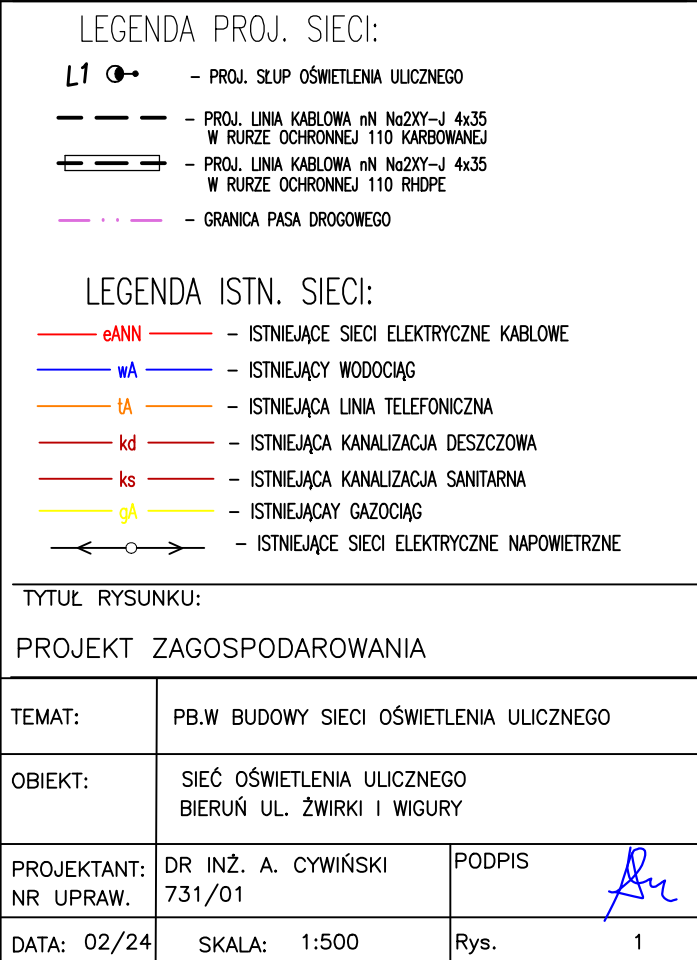 LEGENDA PROJ. SIECI:
L1 – PROJ. SŁUP OŚWIETLENIA ULICZNEGO
– PROJ. LINIA KABLOWA nN Na2XY–J 4x35
W RURZE OCHRONNEJ 110 KARBOWANEJ
– PROJ. LINIA KABLOWA nN Na2XY–J 4x35
W RURZE OCHRONNEJ 110 RHDPE
– GRANICA PASA DROGOWEGO
LEGENDA ISTN. SIECI:
eANN – ISTNIEJĄCE SIECI ELEKTRYCZNE KABLOWE
wA – ISTNIEJĄCY WODOCIĄG
tA – ISTNIEJĄCA LINIA TELEFONICZNA
kd – ISTNIEJĄCA KANALIZACJA DESZCZOWA
ks – ISTNIEJĄCA KANALIZACJA SANITARNA
gA – ISTNIEJĄCAY GAZOCIĄG
– ISTNIEJĄCE SIECI ELEKTRYCZNE NAPOWIETRZNE
TYTUŁ RYSUNKU:
PROJEKT ZAGOSPODAROWANIA
TEMAT: PB.W BUDOWY SIECI OŚWIETLENIA ULICZNEGO
OBIEKT: SIEĆ OŚWIETLENIA ULICZNEGO
BIERUŃ UL. ŻWIRKI I WIGURY
PROJEKTANT: DR INŻ. A. CYWIŃSKI PODPIS
NR UPRAW. 731/01
DATA: 02/24 SKALA: 1:500 Rys. 1